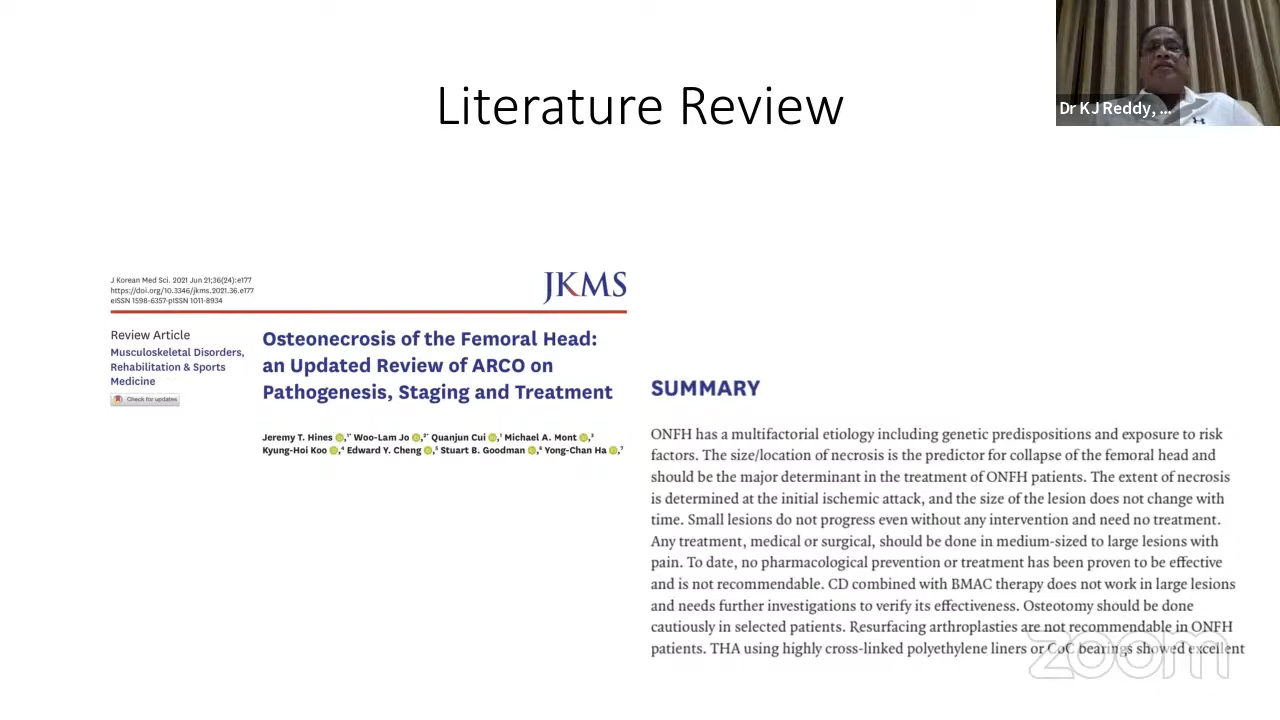 Literature Review
Dr KJ Reddy, ...
J Korean Med Sci. 2021 Jun 21;36(24):e177
https://doi.org/10.3346/jkms.2021.36.e177
eISSN 1598-6357·pISSN 1011-8934
JKMS
Review Article
Musculoskeletal Disorders,
Rehabilitation & Sports
Medicine
Check for updates
Osteonecrosis of the Femoral Head:
an Updated Review of ARCO on
Pathogenesis, Staging and Treatment
Jeremy T. Hines ,1* Woo-Lam Jo ,2* Quanjun Cui ,1 Michael A. Mont ,3
Kyung-Hoi Koo ,4 Edward Y. Cheng ,5 Stuart B. Goodman ,6 Yong-Chan Ha ,7
SUMMARY
ONFH has a multifactorial etiology including genetic predispositions and exposure to risk
factors. The size/location of necrosis is the predictor for collapse of the femoral head and
should be the major determinant in the treatment of ONFH patients. The extent of necrosis
is determined at the initial ischemic attack, and the size of the lesion does not change with
time. Small lesions do not progress even without any intervention and need no treatment.
Any treatment, medical or surgical, should be done in medium-sized to large lesions with
pain. To date, no pharmacological prevention or treatment has been proven to be effective
and is not recommendable. CD combined with BMAC therapy does not work in large lesions
and needs further investigations to verify its effectiveness. Osteotomy should be done
cautiously in selected patients. Resurfacing arthroplasties are not recommendable in ONFH
patients. THA using highly cross-linked polyethylene liners or CoC bearings showed excellent
zoom